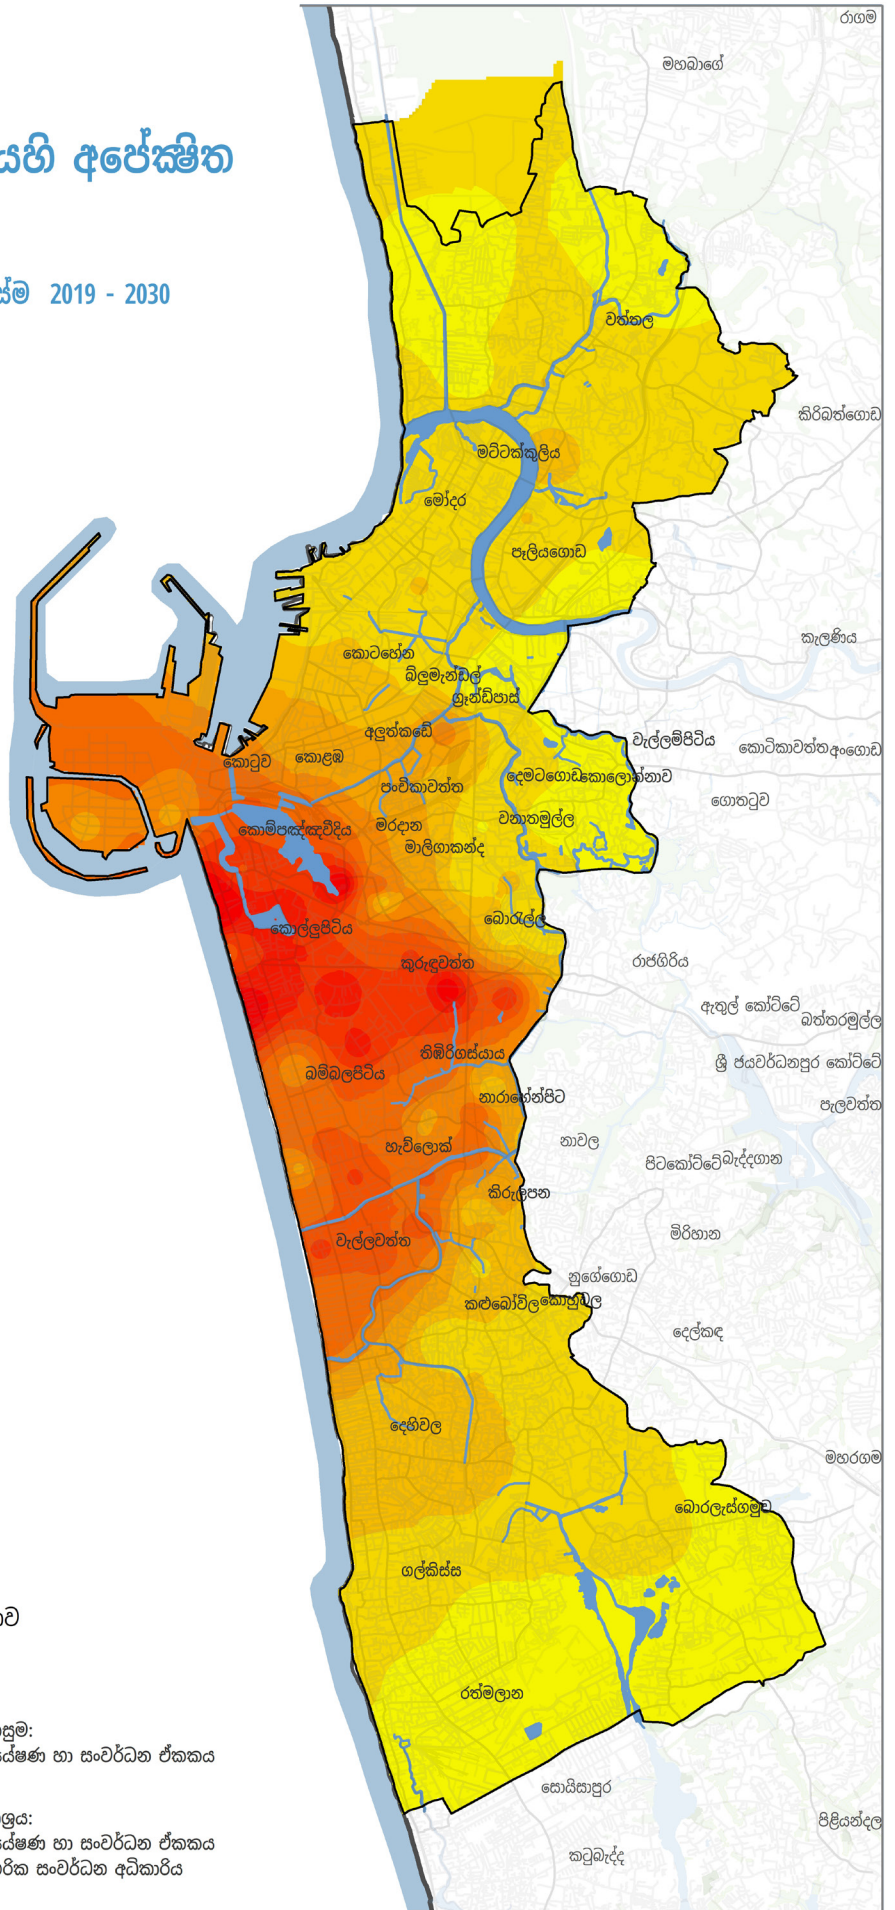 රාගම
මහබාගේ
යහි අපේක්ෂිත
ස්ම 2019 - 2030
වත්තල
කිරිබත්ගොඩ
මට්ටක්කුලිය
මෝදර
පෑලියගොඩ
කැලණිය
කොටහේන
බ්ලුමැන්ඩල්
ග්‍රෑන්ඩ්පාස්
අලුත්කඩේ
වැල්ලම්පිටිය
කොටිකාවත්ත
අංගොඩ
කොටුව
කොළඹ
දෙමටගොඩ
කොලොන්නාව
පංචිකාවත්ත
ගොතටුව
කොම්පඤ්ඤවීදිය
මරදාන
වනාතමුල්ල
මාලිගාකන්ද
බොරැල්ල
කොල්ලුපිටිය
කුරුඳුවත්ත
රාජගිරිය
ඇතුල් කෝට්ටේ
බත්තරමුල්ල
තිඹිරිගස්යාය
ශ්‍රී ජයවර්ධනපුර කෝට්ටේ
බම්බලපිටිය
නාරාහේන්පිට
පැලවත්ත
හැව්ලොක්
නාවල
පිටකෝට්ටේ
බැද්දගාන
කිරුලපන
වැල්ලවත්ත
මිරිහාන
නුගේගොඩ
කළුබෝවිල
කොහුවල
දෙල්කඳ
දෙහිවල
මහරගම
බොරලැස්ගමුව
ගල්කිස්ස
ාව
රත්මලාන
සුම:
යේෂණ හා සංවර්ධන ඒකකය
සොයිසාපුර
ශ්‍රය:
පිළියන්දල
යේෂණ හා සංවර්ධන ඒකකය
කටුබැද්ද
රික සංවර්ධන අධිකාරිය